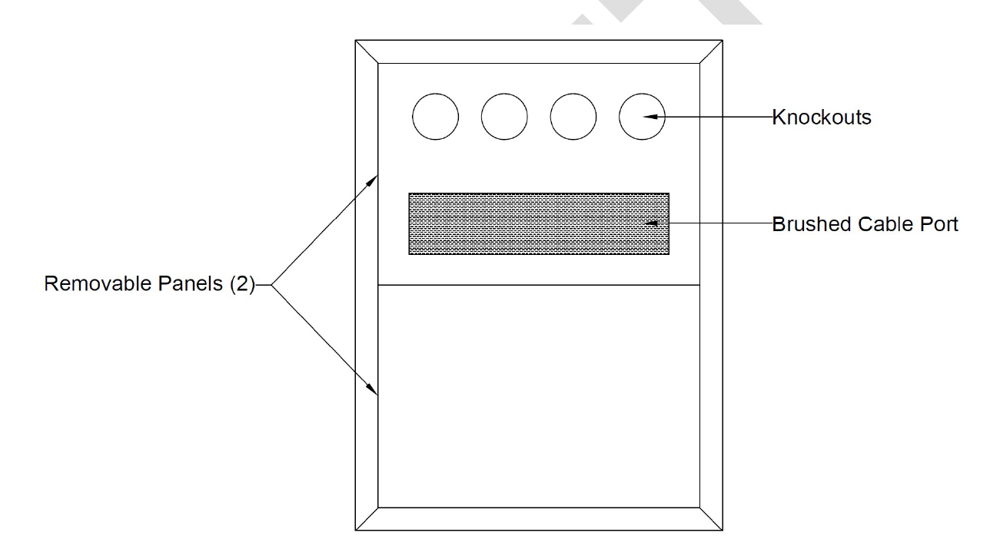 Knockouts
Brushed Cable Port
Removable Panels (2)